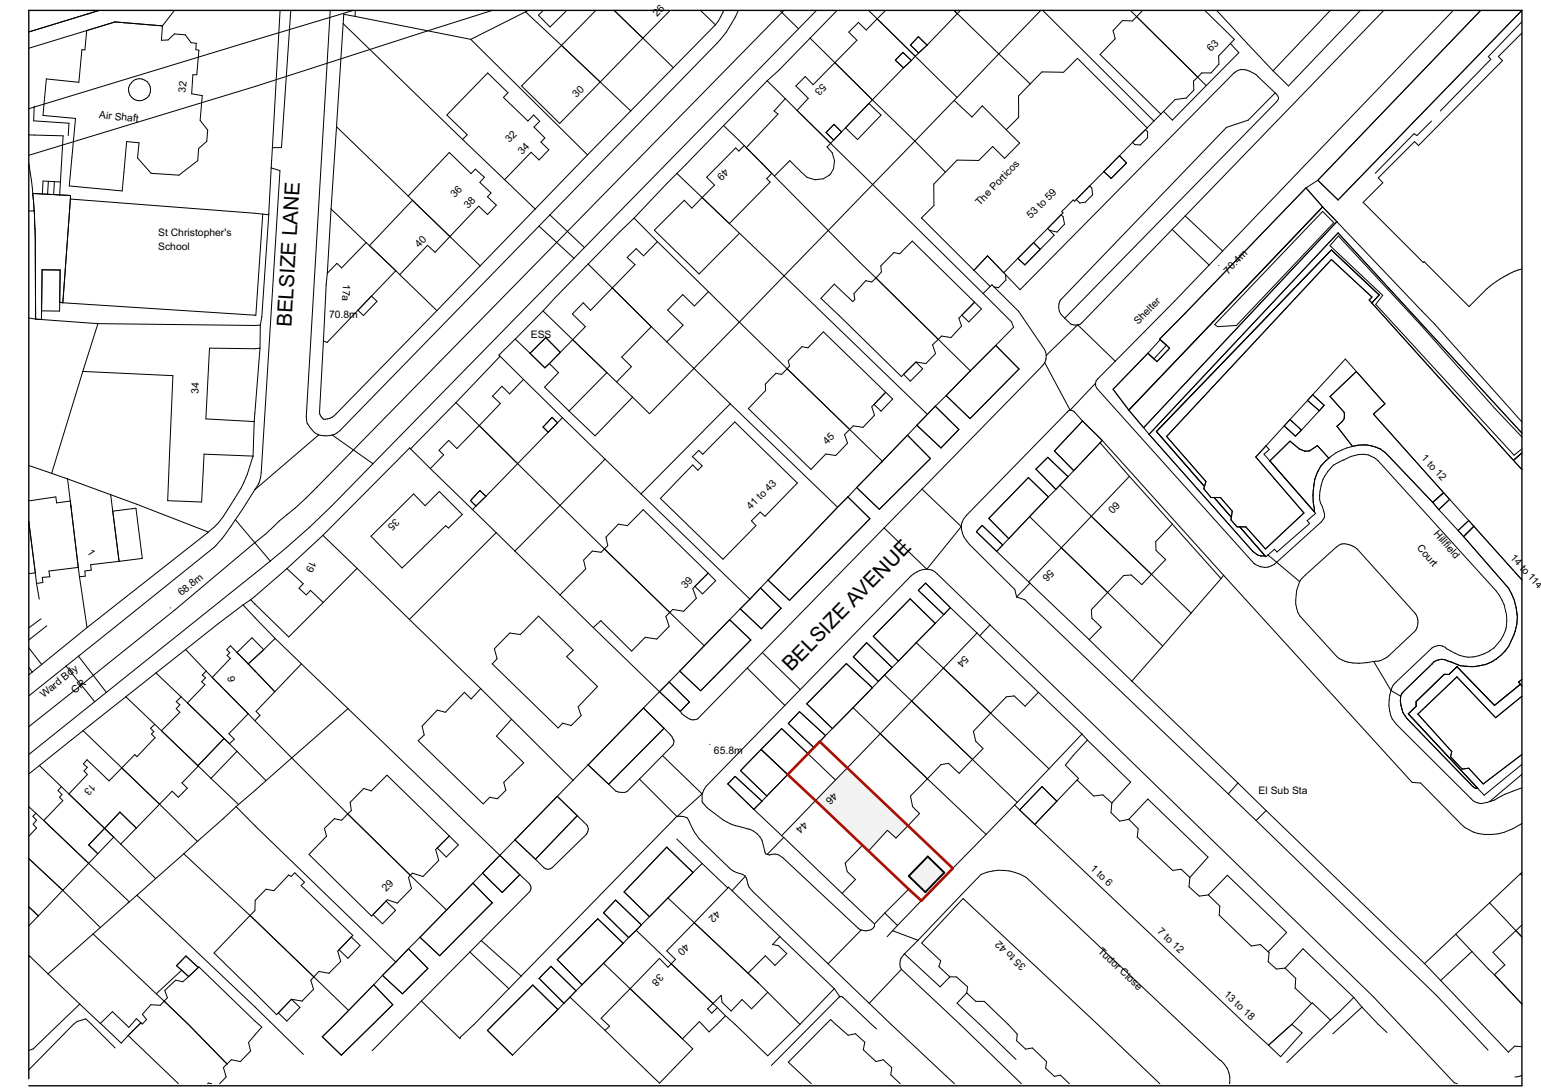 26
63
32
Air Shaft
30
53
32
34
49
36
38
The Porticos
53 to 59
St Christopher's
School
40
BELSIZE LANE
17a
70.8m
70.4m
Shelter
ESS
34
45
41 to 43
1 to 12
60
35
1
Hillfield
Court
14 to 114
BELSIZE AVENUE
19
39
56
68.8m
54
Ward Bdy
CR
9
65.8m
13
46
44
El Sub Sta
29
1 to 6
42
40
38
35 to 42
7 to 12
Tudor Close
13 to 18